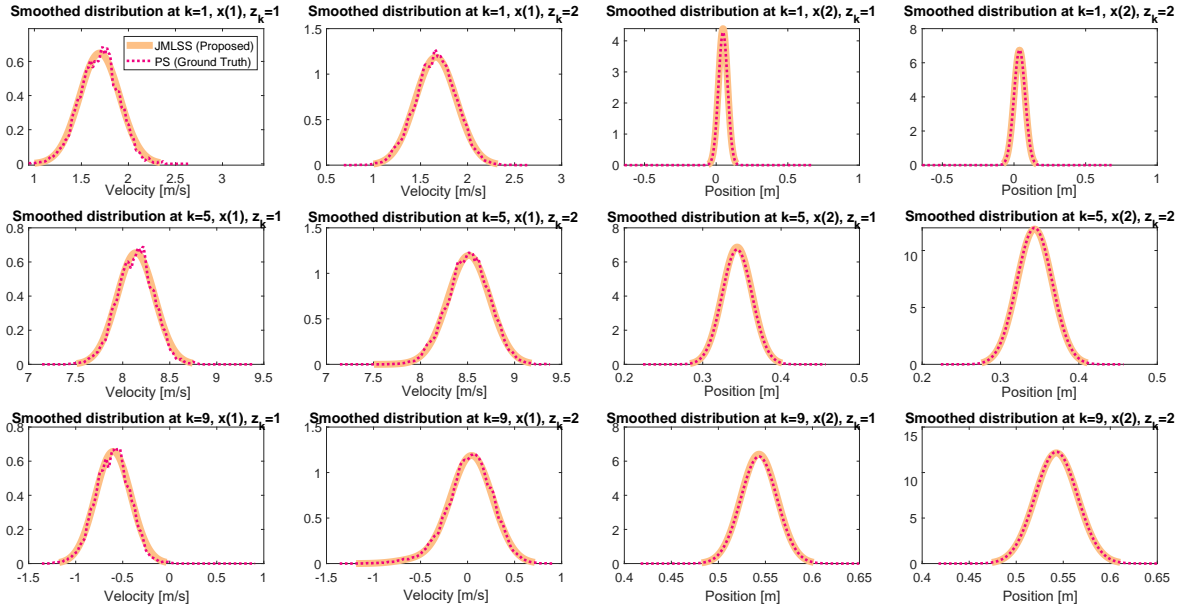 Smoothed distribution at k=1, x(1), z_k=1
Smoothed distribution at k=1, x(1), z_k=2
Smoothed distribution at k=1, x(2), z_k=1
Smoothed distribution at k=1, x(2), z_k=2
JMLSS (Proposed)
PS (Ground Truth)
0.6
0.4
0.2
0
1 1.5 2 2.5 3
Velocity [m/s]
1.5
1
0.5
0
0.5 1 1.5 2 2.5 3
Velocity [m/s]
4
3
2
1
0
-0.5 0 0.5 1
Position [m]
8
6
4
2
0
-0.5 0 0.5 1
Position [m]
Smoothed distribution at k=5, x(1), z_k=1
Smoothed distribution at k=5, x(1), z_k=2
Smoothed distribution at k=5, x(2), z_k=1
Smoothed distribution at k=5, x(2), z_k=2
0.8
0.6
0.4
0.2
0
7 7.5 8 8.5 9 9.5
Velocity [m/s]
1.5
1
0.5
0
7 7.5 8 8.5 9 9.5
Velocity [m/s]
8
6
4
2
0
0.2 0.3 0.4 0.5
Position [m]
10
5
0
0.2 0.3 0.4 0.5
Position [m]
Smoothed distribution at k=9, x(1), z_k=1
Smoothed distribution at k=9, x(1), z_k=2
Smoothed distribution at k=9, x(2), z_k=1
Smoothed distribution at k=9, x(2), z_k=2
0.8
0.6
0.4
0.2
0
-1.5 -1 -0.5 0 0.5 1
Velocity [m/s]
1.5
1
0.5
0
-1.5 -1 -0.5 0 0.5 1
Velocity [m/s]
8
6
4
2
0
0.4 0.45 0.5 0.55 0.6 0.65
Position [m]
15
10
5
0
0.4 0.45 0.5 0.55 0.6 0.65
Position [m]